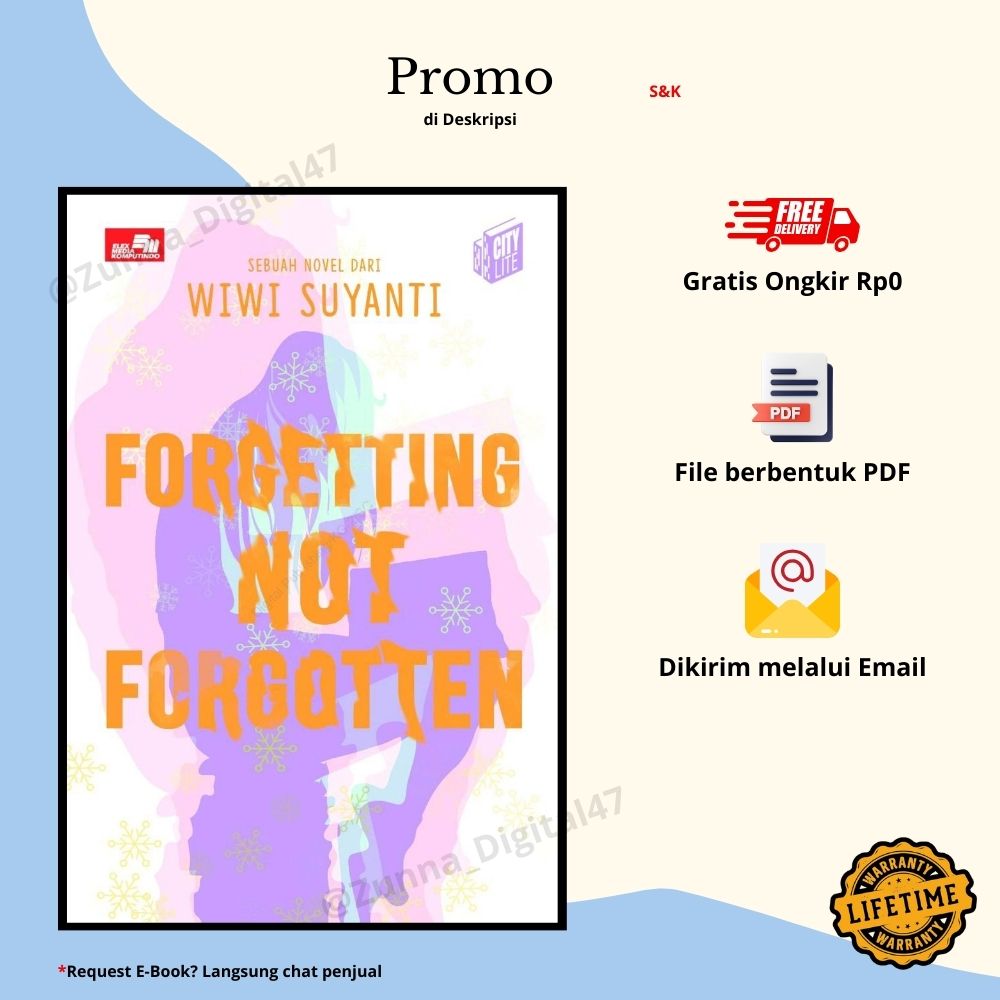 Promo
di Deskripsi
S&K
@Zunna_Digital47
ELEX
MEDIA
KOMPUTINDO
CITY
LITE
SEBUAH NOVEL DARI
WIWI SUYANTI
FORGETTING
NOT
FORGOTTEN
@Zunna_Digital47
FREE
DELIVERY
Gratis Ongkir Rp0
PDF
File berbentuk PDF
@
Dikirim melalui Email
WARRANTY
LIFETIME
WARRANTY
*Request E-Book? Langsung chat penjual